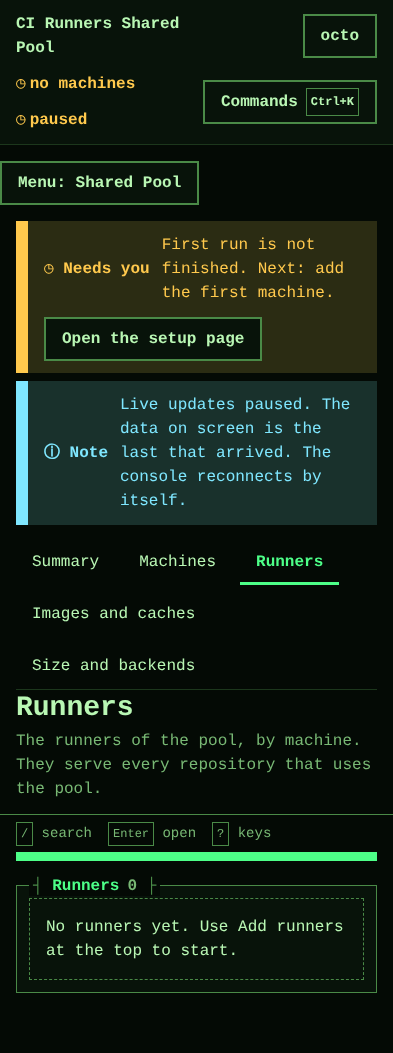 CI Runners Shared Pool
octo
◷ no machines
◷ paused
Commands Ctrl+K
Menu: Shared Pool
◷ Needs you
First run is not
finished. Next: add
the first machine.
Open the setup page
ⓘ Note
Live updates paused. The
data on screen is the
last that arrived. The
console reconnects by
itself.
Summary Machines Runners
Images and caches
Size and backends
Runners
The runners of the pool, by machine.
They serve every repository that uses
the pool.
/ search Enter open ? keys
Runners 0
No runners yet. Use Add runners
at the top to start.